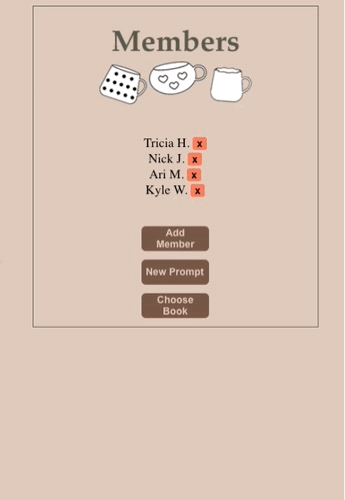 Members
Tricia H. x
Nick J. x
Ari M. x
Kyle W. x
Add
Member
New Prompt
Choose
Book